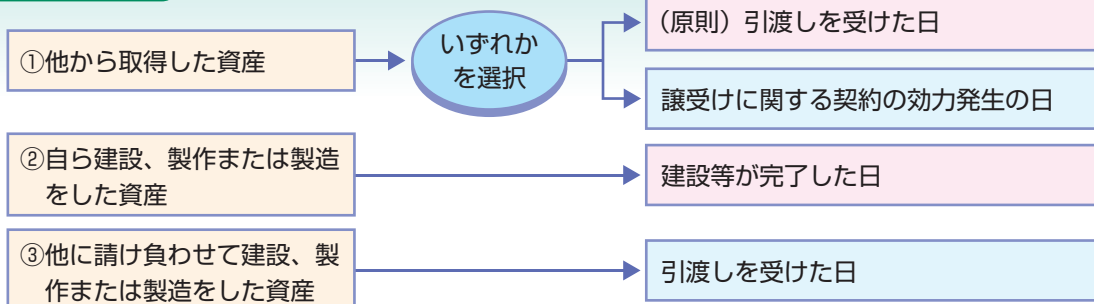 ①他から取得した資産
いずれか
を選択
（原則）引渡しを受けた日
譲受けに関する契約の効力発生の日
②自ら建設、製作または製造
をした資産
建設等が完了した日
③他に請け負わせて建設、製
作または製造をした資産
引渡しを受けた日